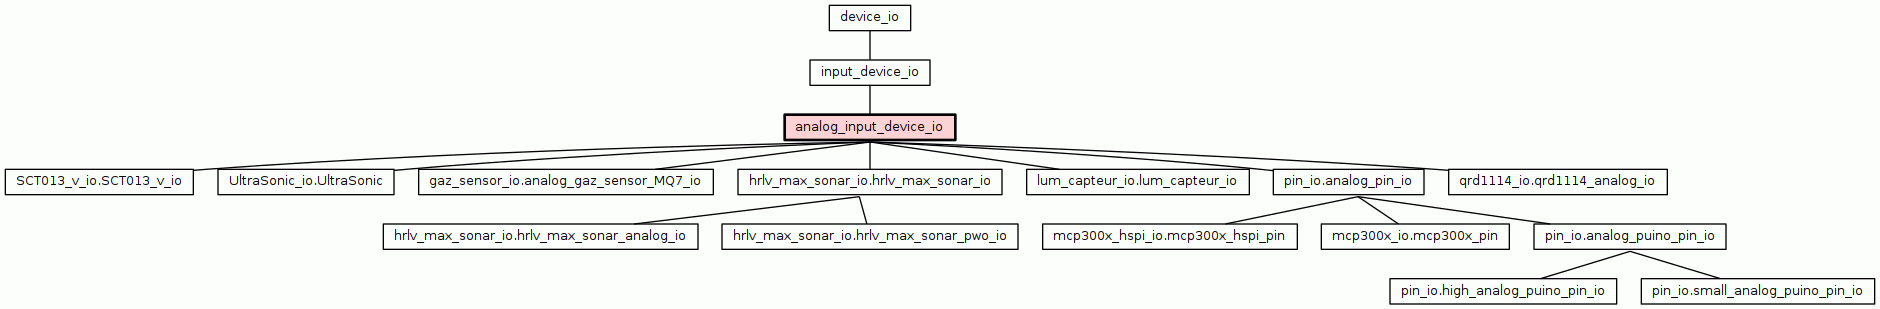 device_io
input_device_io
analog_input_device_io
SCT013_v_io.SCT013_v_io
UltraSonic_io.UltraSonic
gaz_sensor_io.analog_gaz_sensor_MQ7_io
hrlv_max_sonar_io.hrlv_max_sonar_io
lum_capteur_io.lum_capteur_io
pin_io.analog_pin_io
qrd1114_io.qrd1114_analog_io
hrlv_max_sonar_io.hrlv_max_sonar_analog_io
hrlv_max_sonar_io.hrlv_max_sonar_pwo_io
mcp300x_hspi_io.mcp300x_hspi_pin
mcp300x_io.mcp300x_pin
pin_io.analog_puino_pin_io
pin_io.high_analog_puino_pin_io
pin_io.small_analog_puino_pin_io